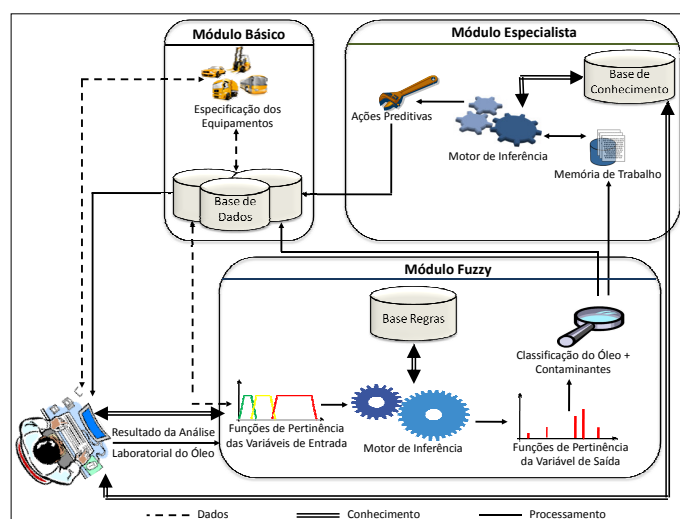 Módulo Básico
Especificação dos
Equipamentos
Base de
Dados
Módulo Especialista
Base de
Conhecimento
Ações Preditivas
Motor de Inferência
Memória de Trabalho
Módulo Fuzzy
Base Regras
Classificação do Óleo +
Contaminantes
Resultado da Análise
Laboratorial do Óleo
Funções de Pertinência
das Variáveis de Entrada
Motor de Inferência
Funções de Pertinência
da Variável de Saída
Dados
Conhecimento
Processamento